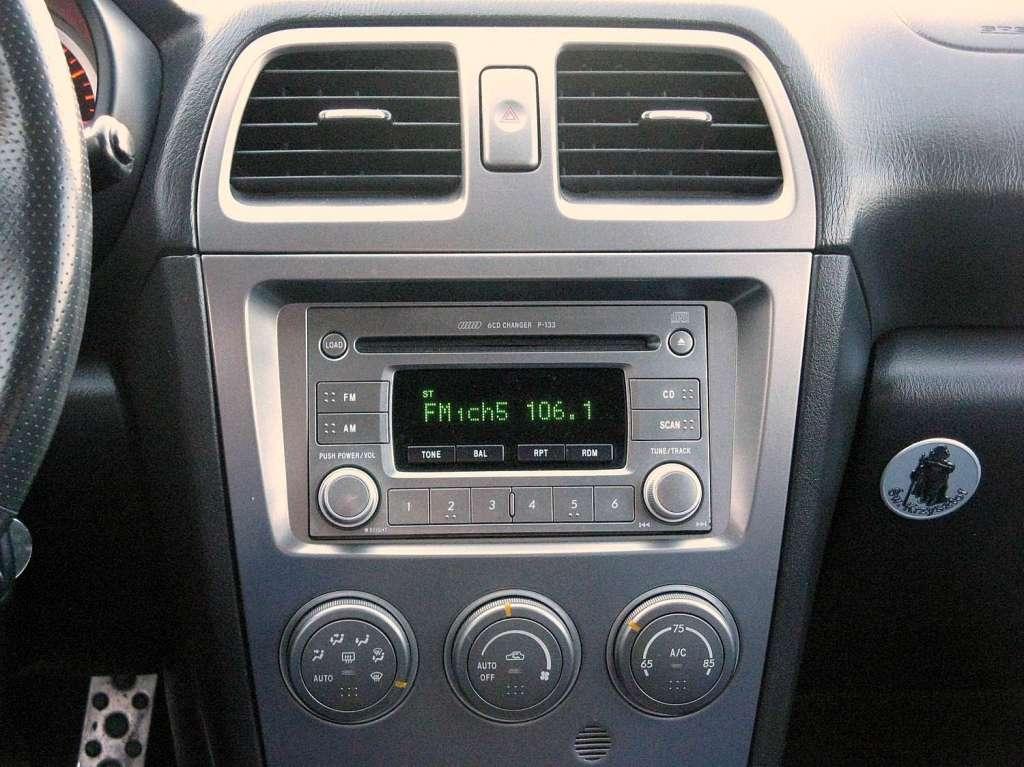 6CD CHANGER P-133
LOAD
FM
AM
ST
FM1ch5 106.1
CD
SCAN
TONE BAL RPT RDM
PUSH POWER/VOL
TUNE/TRACK
1 2 3 4 5 6
AUTO
AUTO
OFF
75
A/C
65 85